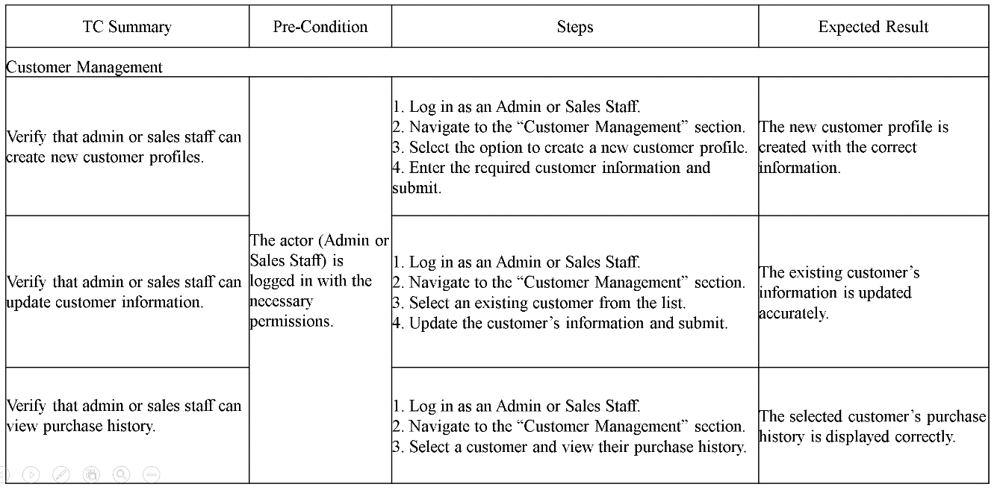 TC Summary
Pre-Condition
Steps
Expected Result
Customer Management
Verify that admin or sales staff can
create new customer profiles.
The actor (Admin or
Sales Staff) is
logged in with the
necessary
permissions.
1. Log in as an Admin or Sales Staff.
2. Navigate to the “Customer Management” section.
3. Select the option to create a new customer profile.
4. Enter the required customer information and
submit.
The new customer profile is
created with the correct
information.
Verify that admin or sales staff can
update customer information.
1. Log in as an Admin or Sales Staff.
2. Navigate to the “Customer Management” section.
3. Select an existing customer from the list.
4. Update the customer’s information and submit.
The existing customer’s
information is updated
accurately.
Verify that admin or sales staff can
view purchase history.
1. Log in as an Admin or Sales Staff.
2. Navigate to the “Customer Management” section.
3. Select a customer and view their purchase history.
The selected customer’s purchase
history is displayed correctly.